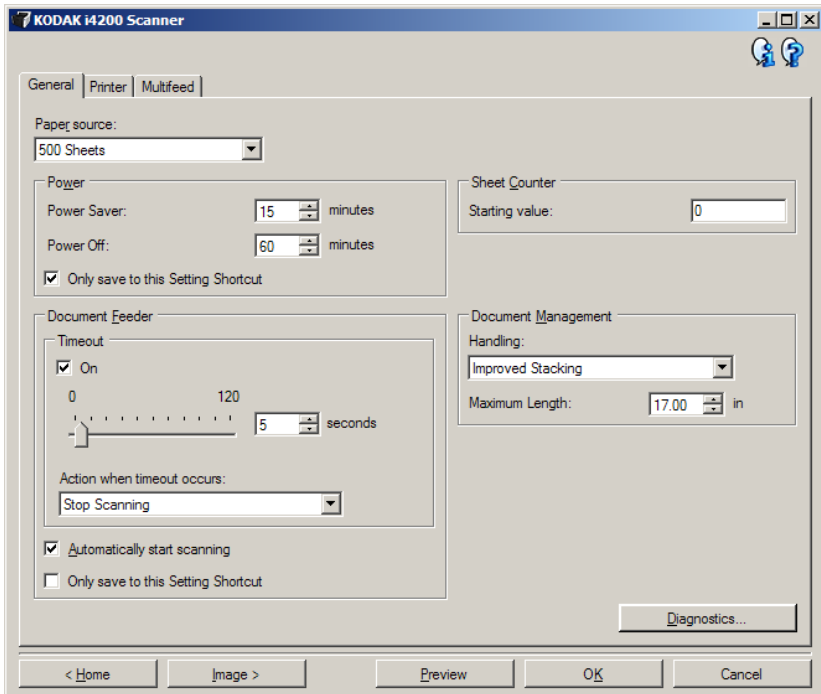 KODAK i4200 Scanner
General Printer Multifeed
Paper source:
500 Sheets
Power
Power Saver: 15 minutes
Power Off: 60 minutes
Only save to this Setting Shortcut
Sheet Counter
Starting value: 0
Document Feeder
Timeout
On
0 120
5 seconds
Action when timeout occurs:
Stop Scanning
Automatically start scanning
Only save to this Setting Shortcut
Document Management
Handling:
Improved Stacking
Maximum Length: 17.00 in
Diagnostics...
< Home Image > Preview OK Cancel